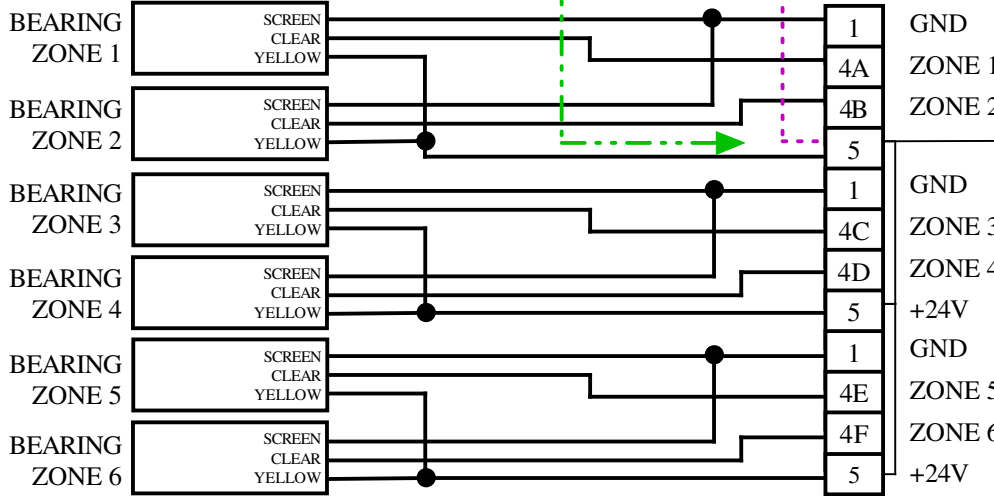 BEARING
ZONE 1
SCREEN
CLEAR
YELLOW
1 GND
4A ZONE 1
BEARING
ZONE 2
SCREEN
CLEAR
YELLOW
4B ZONE 2
5
BEARING
ZONE 3
SCREEN
CLEAR
YELLOW
1 GND
4C ZONE 3
BEARING
ZONE 4
SCREEN
CLEAR
YELLOW
4D ZONE 4
5 +24V
BEARING
ZONE 5
SCREEN
CLEAR
YELLOW
1 GND
4E ZONE 5
BEARING
ZONE 6
SCREEN
CLEAR
YELLOW
4F ZONE 6
5 +24V